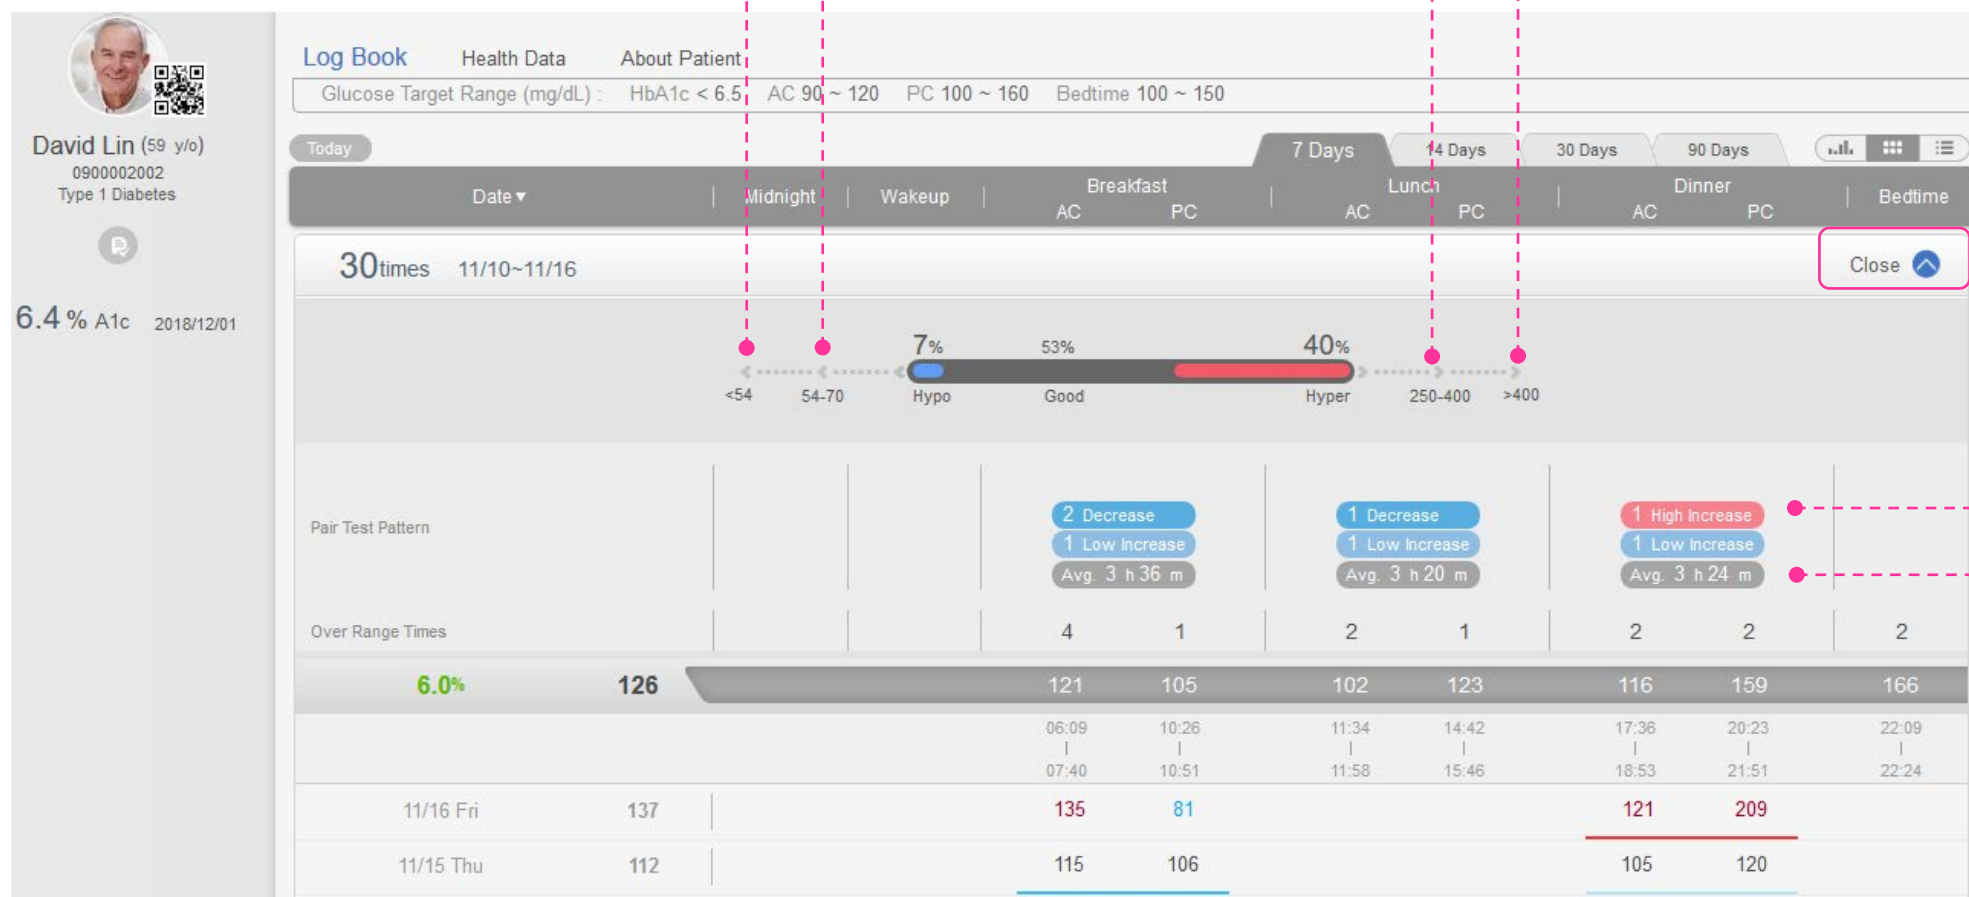 Log Book Health Data About Patient
Glucose Target Range (mg/dL) : HbA1c < 6.5 AC 90 ~ 120 PC 100 ~ 160 Bedtime 100 ~ 150
David Lin (59 y/o)
0900002002
Type 1 Diabetes
6.4 % A1c 2018/12/01
Today 7 Days 14 Days 30 Days 90 Days
Date▼ Midnight Wakeup Breakfast Lunch Dinner Bedtime
AC PC AC PC AC PC
30times 11/10~11/16 Close
7% 53% 40%
<54 54-70 Hypo Good Hyper 250-400 >400
Pair Test Pattern
2 Decrease 1 Decrease 1 High Increase
1 Low Increase 1 Low Increase 1 Low Increase
Avg. 3 h 36 m Avg. 3 h 20 m Avg. 3 h 24 m
Over Range Times 4 1 2 1 2 2 2
6.0% 126 121 105 102 123 116 159 166
06:09 10:26 11:34 14:42 17:36 20:23 22:09
07:40 10:51 11:58 15:46 18:53 21:51 22:24
11/16 Fri 137 135 81 121 209
11/15 Thu 112 115 106 105 120